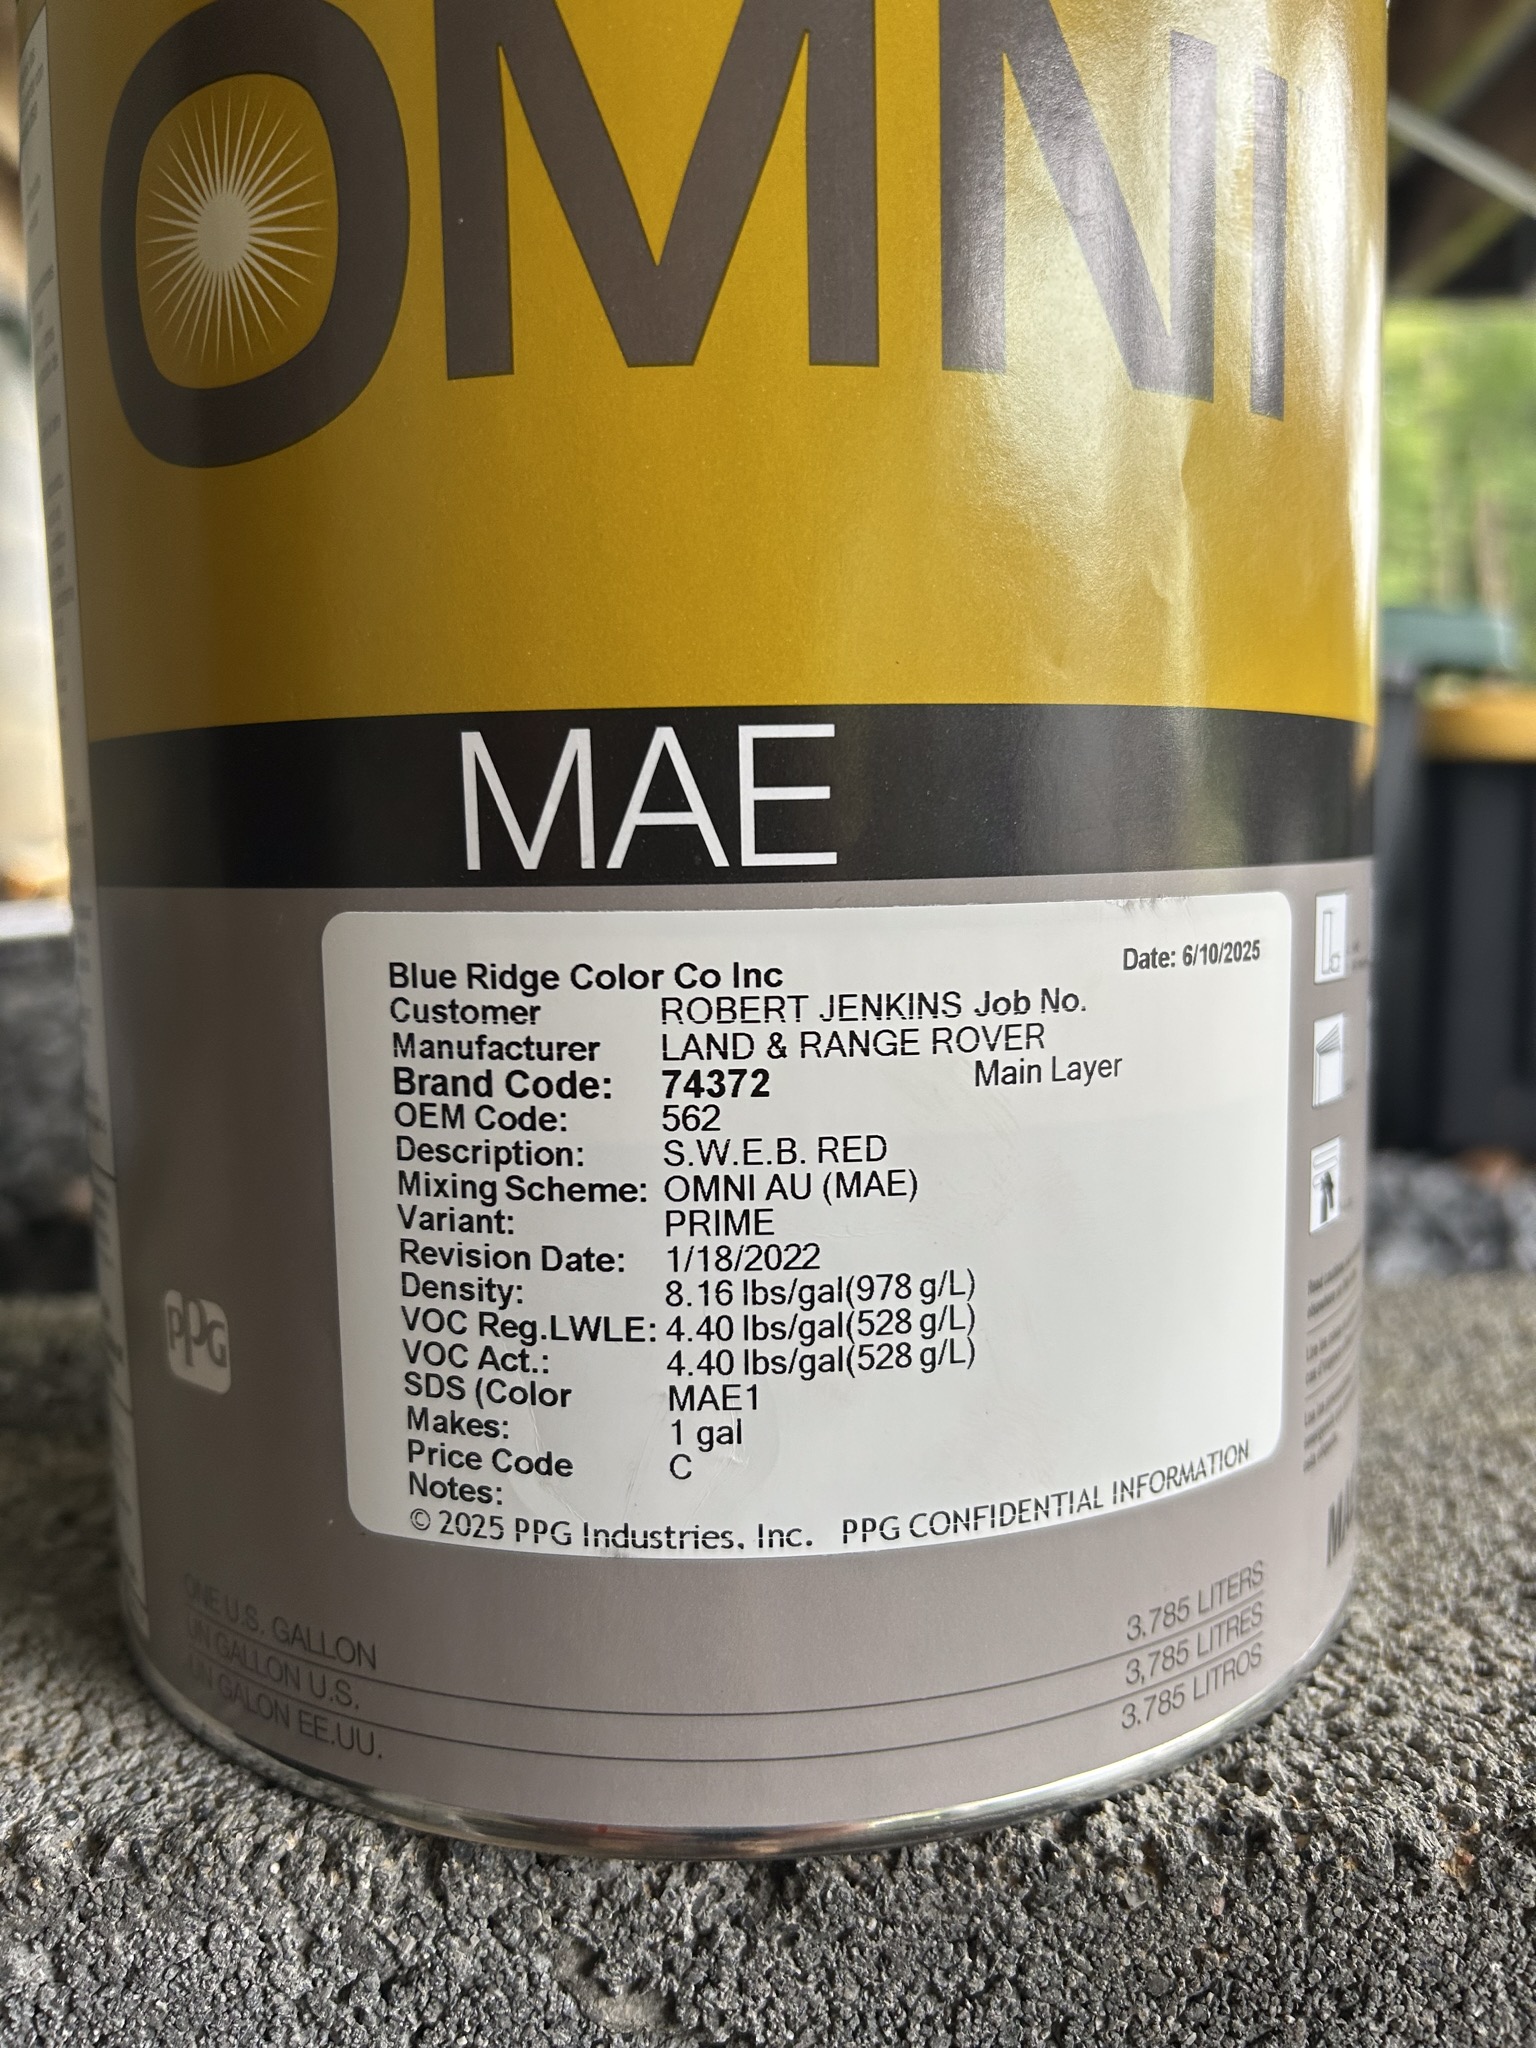 OMNI
MAE
Date: 6/10/2025
Blue Ridge Color Co Inc
Customer ROBERT JENKINS Job No.
Manufacturer LAND & RANGE ROVER
Brand Code: 74372 Main Layer
OEM Code: 562
Description: S.W.E.B. RED
Mixing Scheme: OMNI AU (MAE)
Variant: PRIME
Revision Date: 1/18/2022
Density: 8.16 lbs/gal(978 g/L)
VOC Reg.LWLE: 4.40 lbs/gal(528 g/L)
VOC Act.: 4.40 lbs/gal(528 g/L)
SDS (Color MAE1
Makes: 1 gal
Price Code C
Notes:
© 2025 PPG Industries, Inc. PPG CONFIDENTIAL INFORMATION
PPG
ONE U.S. GALLON 3.785 LITERS
UN GALLON U.S. 3,785 LITRES
UN GALON EE.UU. 3.785 LITROS